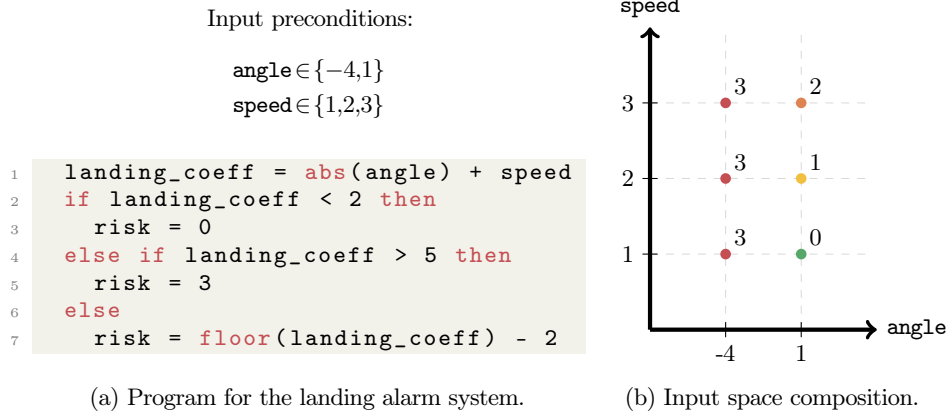 Input preconditions:
angle∈{−4,1}
speed∈{1,2,3}
1 landing_coeff = abs(angle) + speed
2 if landing_coeff < 2 then
3 risk = 0
4 else if landing_coeff > 5 then
5 risk = 3
6 else
7 risk = floor(landing_coeff) - 2
(a) Program for the landing alarm system.
speed
3 3 2
2 3 1
1 3 0
angle
-4 1
(b) Input space composition.